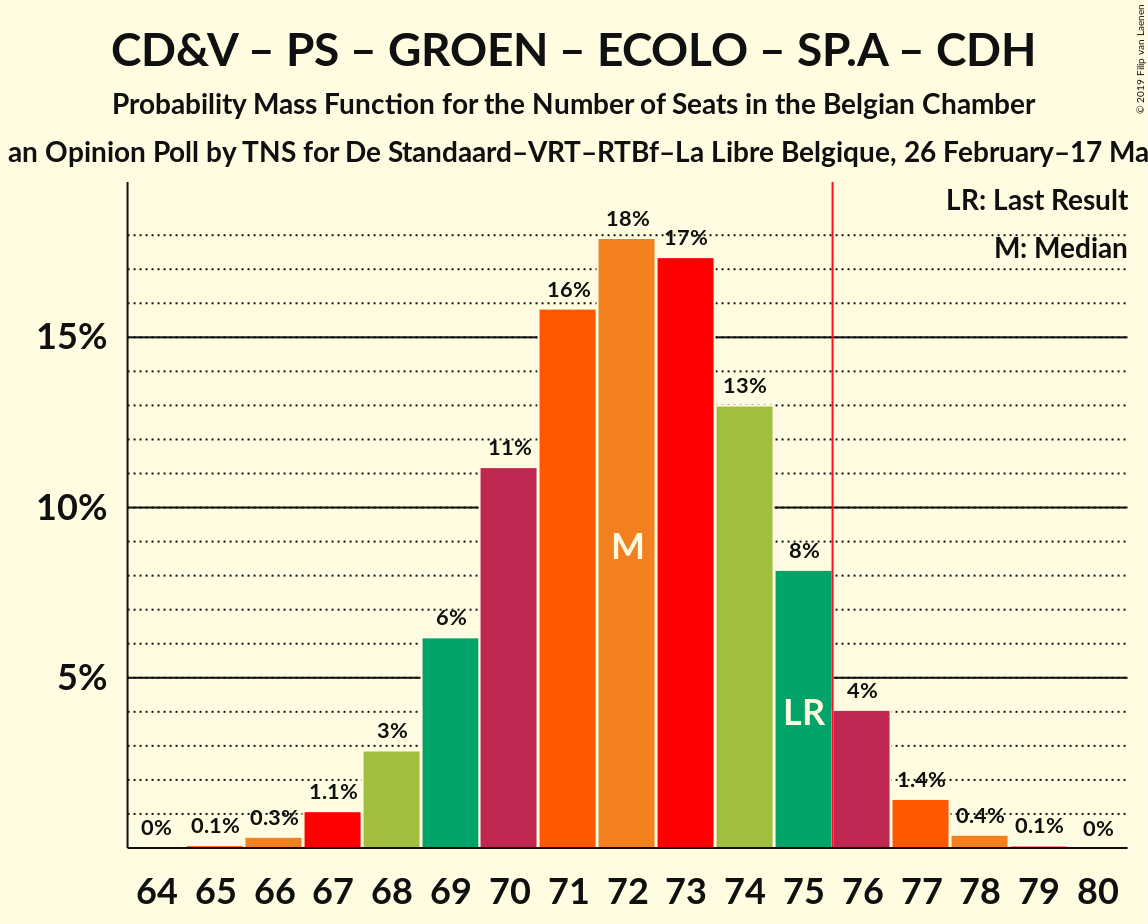 CD&V – PS – GROEN – ECOLO – SP.A – CDH
Probability Mass Function for the Number of Seats in the Belgian Chamber
an Opinion Poll by TNS for De Standaard–VRT–RTBf–La Libre Belgique, 26 February–17 Ma
© 2019 Filip van Laenen
LR: Last Result
M: Median
15%
10%
5%
0% 0.1% 0.3% 1.1% 3% 6% 11% 16% 18% 17% 13% 8% 4% 1.4% 0.4% 0.1% 0%
M
LR
64 65 66 67 68 69 70 71 72 73 74 75 76 77 78 79 80